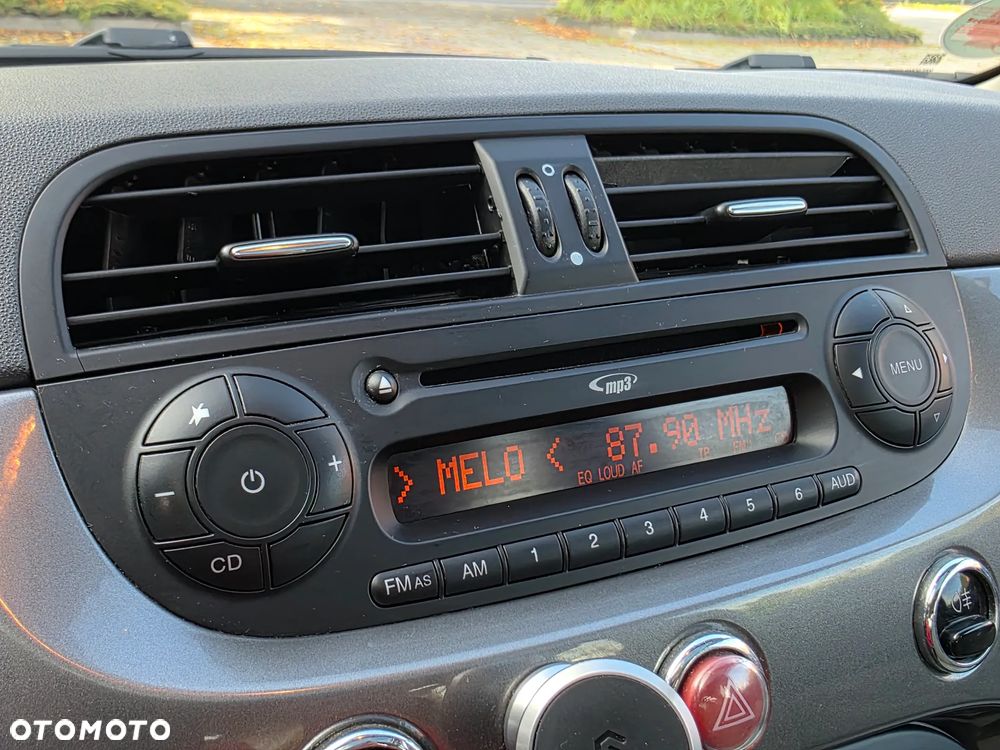 mp3
MENU
> MELO < 87.90 MHz
EQ LOUD AF TP
+
−
CD
FM AS AM 1 2 3 4 5 6 AUD
OTOMOTO